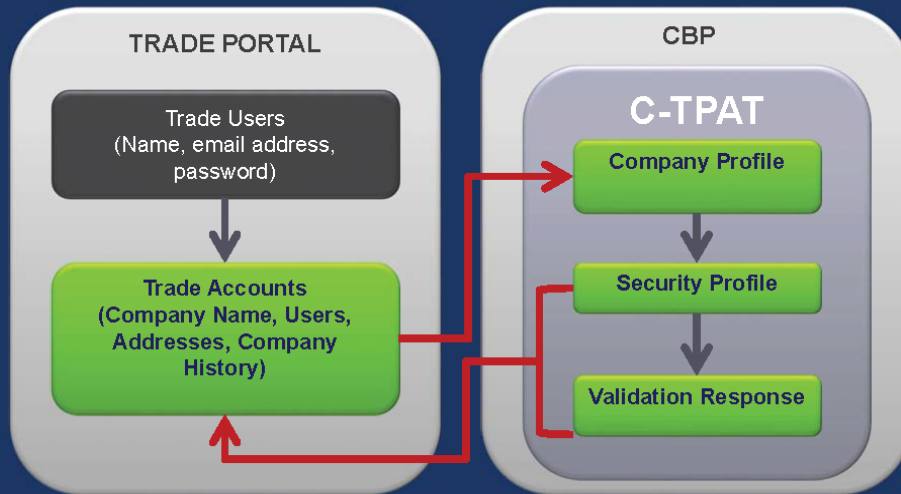 TRADE PORTAL
Trade Users
(Name, email address,
password)
Trade Accounts
(Company Name, Users,
Addresses, Company
History)
CBP
C-TPAT
Company Profile
Security Profile
Validation Response